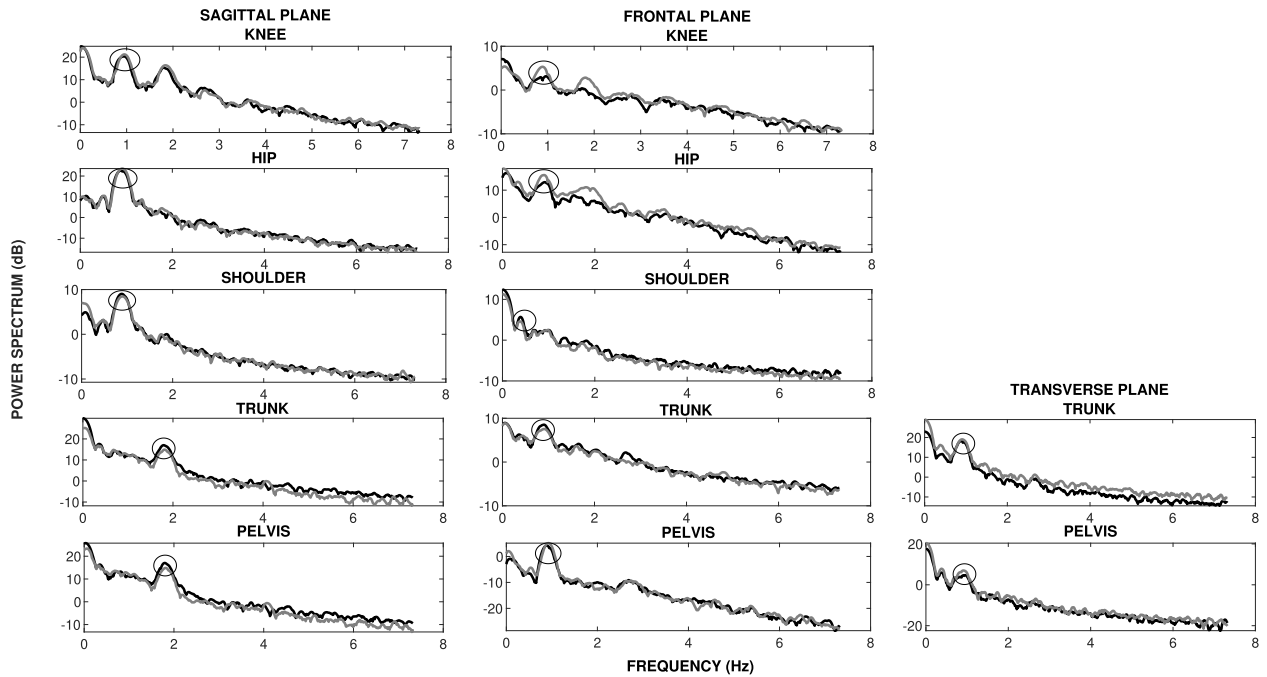 SAGITTAL PLANE
KNEE
20
10
0
-10
0 1 2 3 4 5 6 7 8
HIP
20
10
0
-10
0 2 4 6 8
SHOULDER
10
0
-10
0 2 4 6 8
TRUNK
20
10
0
-10
0 2 4 6 8
PELVIS
20
10
0
-10
0 2 4 6 8
FRONTAL PLANE
KNEE
10
0
-10
0 1 2 3 4 5 6 7 8
HIP
10
0
-10
0 2 4 6 8
SHOULDER
10
0
-10
0 2 4 6 8
TRUNK
10
0
-10
0 2 4 6 8
PELVIS
0
-10
-20
0 2 4 6 8
TRANSVERSE PLANE
TRUNK
20
10
0
-10
0 2 4 6 8
PELVIS
20
0
-20
0 2 4 6 8
POWER SPECTRUM (dB)
FREQUENCY (Hz)